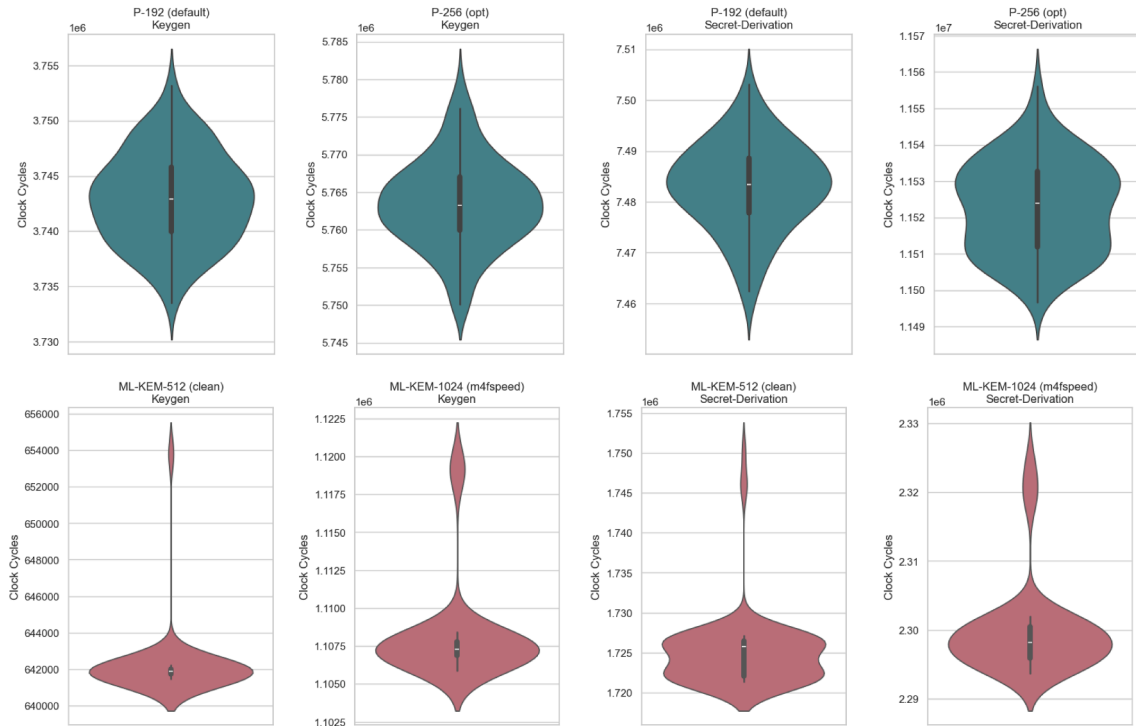 P-192 (default)
Keygen
1e6
Clock Cycles
3.755
3.750
3.745
3.740
3.735
3.730
P-256 (opt)
Keygen
1e6
Clock Cycles
5.785
5.780
5.775
5.770
5.765
5.760
5.755
5.750
5.745
P-192 (default)
Secret-Derivation
1e6
Clock Cycles
7.51
7.50
7.49
7.48
7.47
7.46
P-256 (opt)
Secret-Derivation
1e7
Clock Cycles
1.157
1.156
1.155
1.154
1.153
1.152
1.151
1.150
1.149
ML-KEM-512 (clean)
Keygen
Clock Cycles
656000
654000
652000
650000
648000
646000
644000
642000
640000
ML-KEM-1024 (m4fspeed)
Keygen
1e6
Clock Cycles
1.1225
1.1200
1.1175
1.1150
1.1125
1.1100
1.1075
1.1050
1.1025
ML-KEM-512 (clean)
Secret-Derivation
1e6
Clock Cycles
1.755
1.750
1.745
1.740
1.735
1.730
1.725
1.720
ML-KEM-1024 (m4fspeed)
Secret-Derivation
1e6
Clock Cycles
2.33
2.32
2.31
2.30
2.29